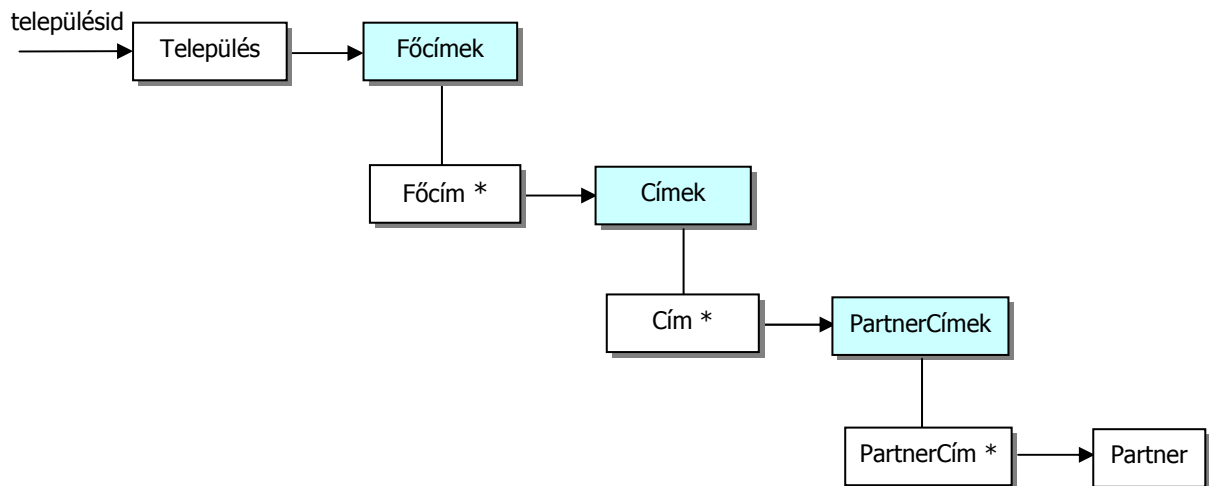 településid
Település
Főcímek
Főcím *
Címek
Cím *
PartnerCímek
PartnerCím *
Partner